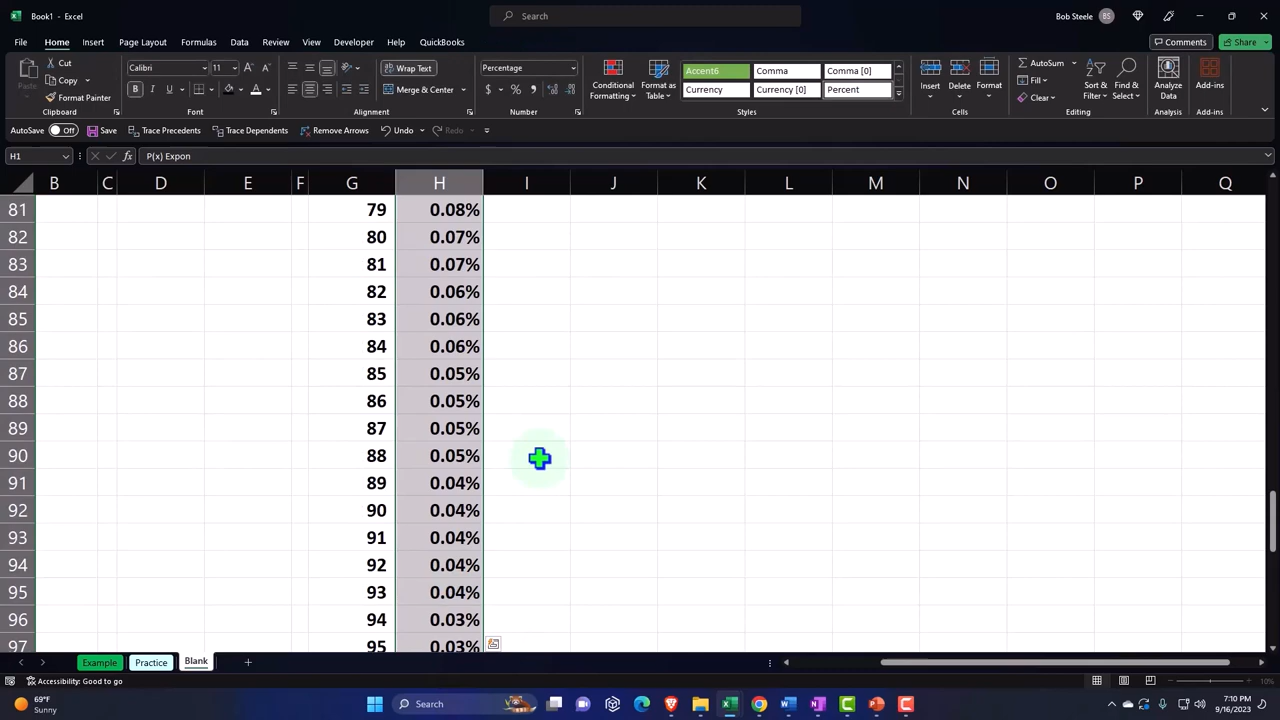 Book1 - Excel
Search
Bob Steele
BS
File
Home
Insert
Page Layout
Formulas
Data
Review
View
Developer
Help
QuickBooks
Comments
Share
Paste
Cut
Copy
Format Painter
Clipboard
Calibri
11
Font
Wrap Text
Merge & Center
Alignment
Percentage
Number
Conditional
Formatting
Format as
Table
Accent6
Comma
Comma [0]
Currency
Currency [0]
Percent
Styles
Insert
Delete
Format
Cells
AutoSum
Fill
Clear
Sort &
Filter
Find &
Select
Editing
Analyze
Data
Analysis
Add-ins
Add-ins
AutoSave
Off
Save
Trace Precedents
Trace Dependents
Remove Arrows
Undo
Redo
H1
fx
P(x) Expon
B C D E F G H I J K L M N O P Q
81 79 0.08%
82 80 0.07%
83 81 0.07%
84 82 0.06%
85 83 0.06%
86 84 0.06%
87 85 0.05%
88 86 0.05%
89 87 0.05%
90 88 0.05%
91 89 0.04%
92 90 0.04%
93 91 0.04%
94 92 0.04%
95 93 0.04%
96 94 0.03%
97 95 0.03%
Example
Practice
Blank
Accessibility: Good to go
10%
69°F
Sunny
Search
7:10 PM
9/16/2023